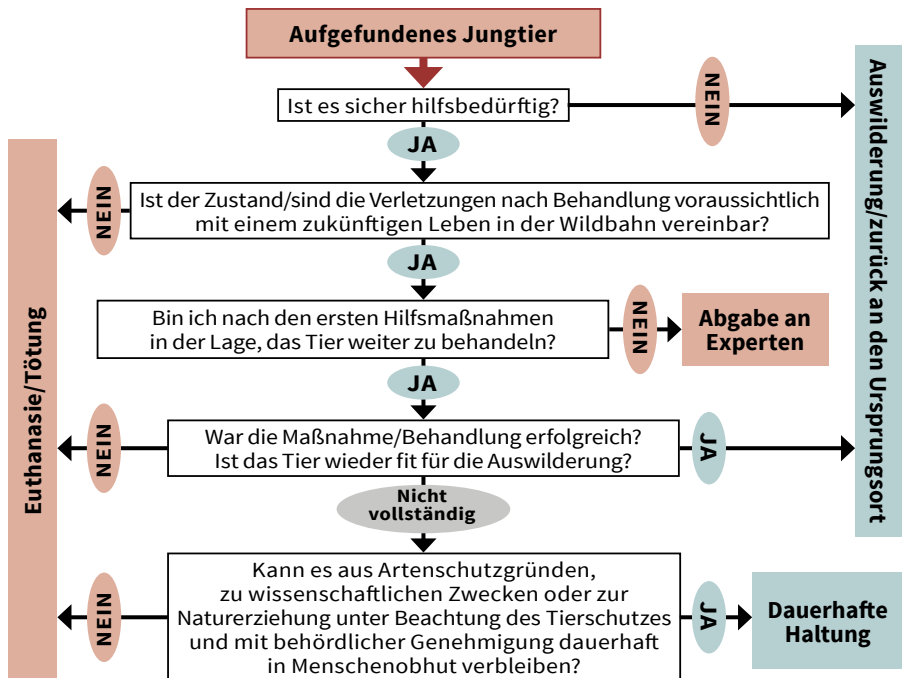 Aufgefundenes Jungtier
Ist es sicher hilfsbedürftig?
NEIN
JA
Auswilderung/zurück an den Ursprungsort
Euthanasie/Tötung
NEIN
Ist der Zustand/sind die Verletzungen nach Behandlung voraussichtlich
mit einem zukünftigen Leben in der Wildbahn vereinbar?
JA
Bin ich nach den ersten Hilfsmaßnahmen
in der Lage, das Tier weiter zu behandeln?
NEIN
Abgabe an
Experten
JA
NEIN
War die Maßnahme/Behandlung erfolgreich?
Ist das Tier wieder fit für die Auswilderung?
JA
Nicht
vollständig
NEIN
Kann es aus Artenschutzgründen,
zu wissenschaftlichen Zwecken oder zur
Naturerziehung unter Beachtung des Tierschutzes
und mit behördlicher Genehmigung dauerhaft
in Menschenobhut verbleiben?
JA
Dauerhafte
Haltung